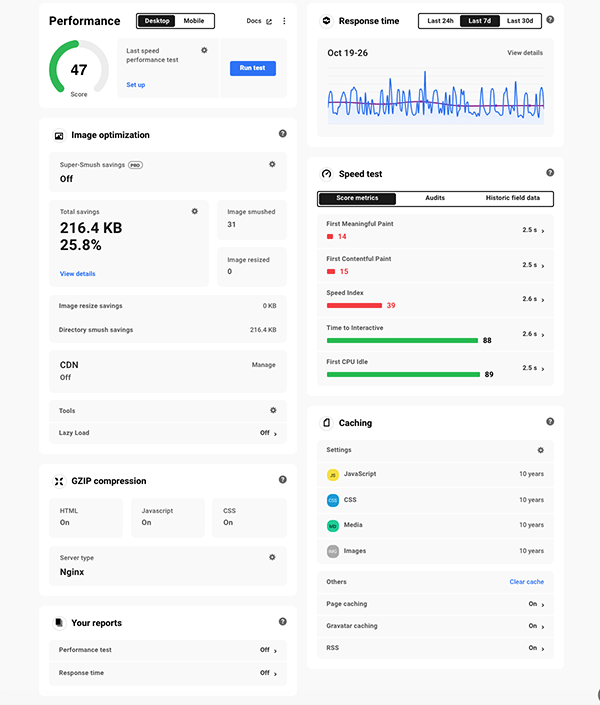 Performance
Desktop
Mobile
Docs
47
Score
Last speed
performance test
Set up
Run test
Image optimization
Super-Smush savings PRO
Off
Total savings
216.4 KB
25.8%
View details
Image smushed
31
Image resized
0
Image resize savings 0 KB
Directory smush savings 216.4 KB
CDN Manage
Off
Tools
Lazy Load Off
GZIP compression
HTML
On
Javascript
On
CSS
On
Server type
Nginx
Your reports
Performance test Off
Response time Off
Response time
Last 24h
Last 7d
Last 30d
Oct 19-26 View details
Speed test
Score metrics
Audits
Historic field data
First Meaningful Paint
14
2.5 s
First Contentful Paint
15
2.5 s
Speed Index
39
2.6 s
Time to Interactive
88
2.6 s
First CPU Idle
89
2.5 s
Caching
Settings
JS JavaScript 10 years
CSS CSS 10 years
MD Media 10 years
Images 10 years
Others Clear cache
Page caching On
Gravatar caching On
RSS On